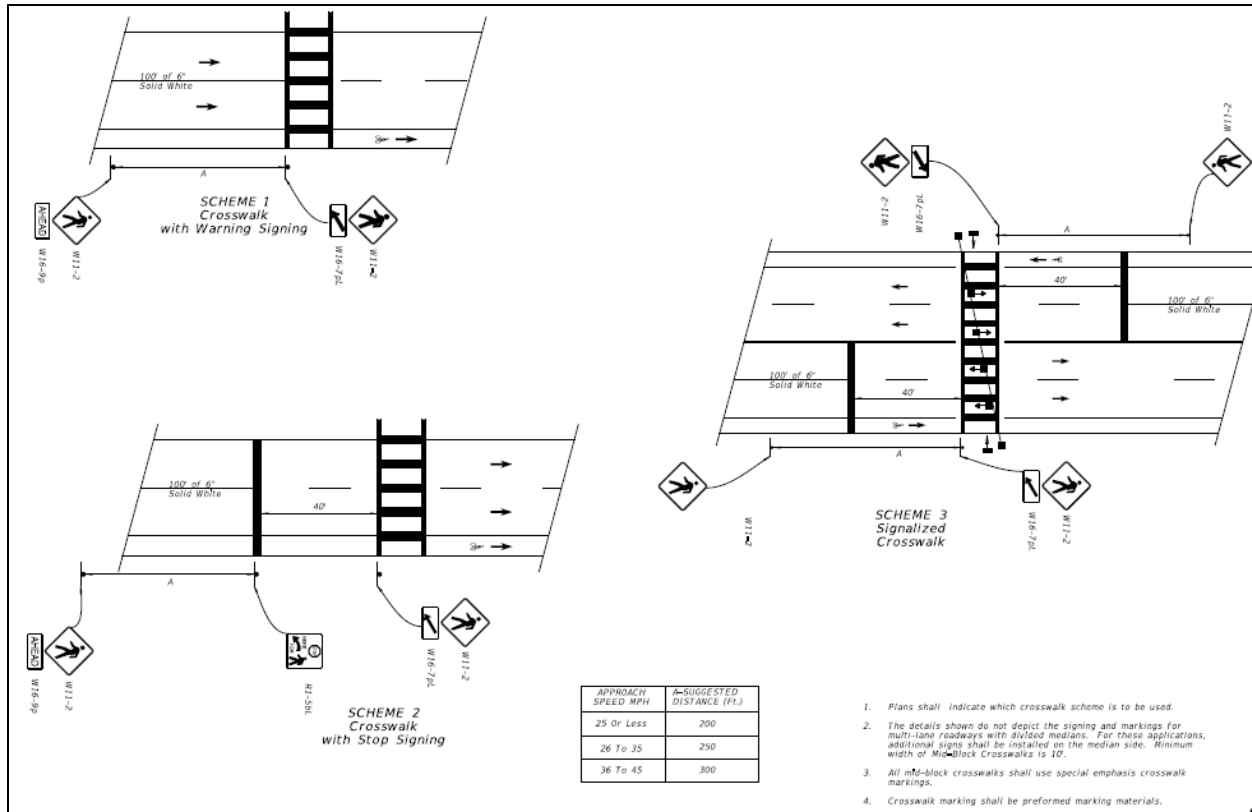 100' of 6"
Solid White
A
SCHEME 1
Crosswalk
with Warning Signing
AHEAD
W16-9p
W11-2
W16-7pL
W11-2
100' of 6"
Solid White
40'
A
AHEAD
W16-9p
W11-2
R1-5bL
W16-7pL
W11-2
SCHEME 2
Crosswalk
with Stop Signing
W11-2
W16-7pL
W11-2
A
40'
100' of 6"
Solid White
100' of 6"
Solid White
40'
A
W11-2
W16-7pL
W11-2
SCHEME 3
Signalized
Crosswalk
APPROACH SPEED MPH A-SUGGESTED DISTANCE (Ft.)
25 Or Less 200
26 To 35 250
36 To 45 300
1. Plans shall indicate which crosswalk scheme is to be used.
2. The details shown do not depict the signing and markings for
multi-lane roadways with divided medians. For these applications,
additional signs shall be installed on the median side. Minimum
width of Mid-Block Crosswalks is 10'.
3. All mid-block crosswalks shall use special emphasis crosswalk
markings.
4. Crosswalk marking shall be preformed marking materials.